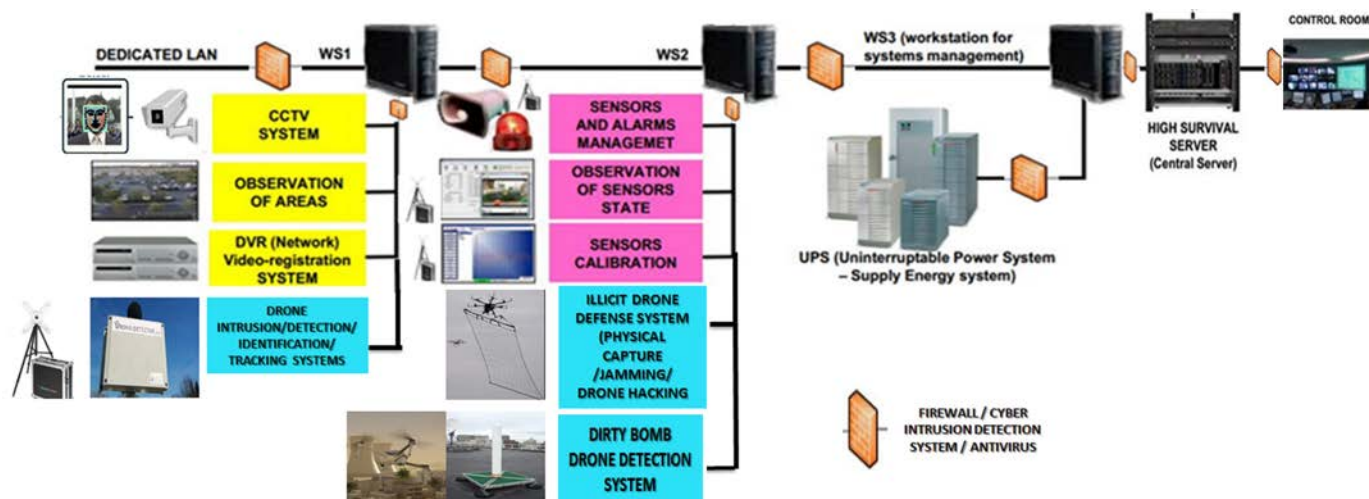 DEDICATED LAN
WS1
WS2
WS3 (workstation for
systems management)
CONTROL ROOM
CCTV
SYSTEM
OBSERVATION
OF AREAS
DVR (Network)
Video-registration
SYSTEM
DRONE
INTRUSION/DETECTION/
IDENTIFICATION/
TRACKING SYSTEMS
SENSORS
AND ALARMS
MANAGEMET
OBSERVATION
OF SENSORS
STATE
SENSORS
CALIBRATION
ILLICIT DRONE
DEFENSE SYSTEM
(PHYSICAL
CAPTURE
/JAMMING/
DRONE HACKING
DIRTY BOMB
DRONE DETECTION
SYSTEM
UPS (Uninterruptable Power System
– Supply Energy system)
HIGH SURVIVAL
SERVER
(Central Server)
FIREWALL / CYBER
INTRUSION DETECTION
SYSTEM / ANTIVIRUS